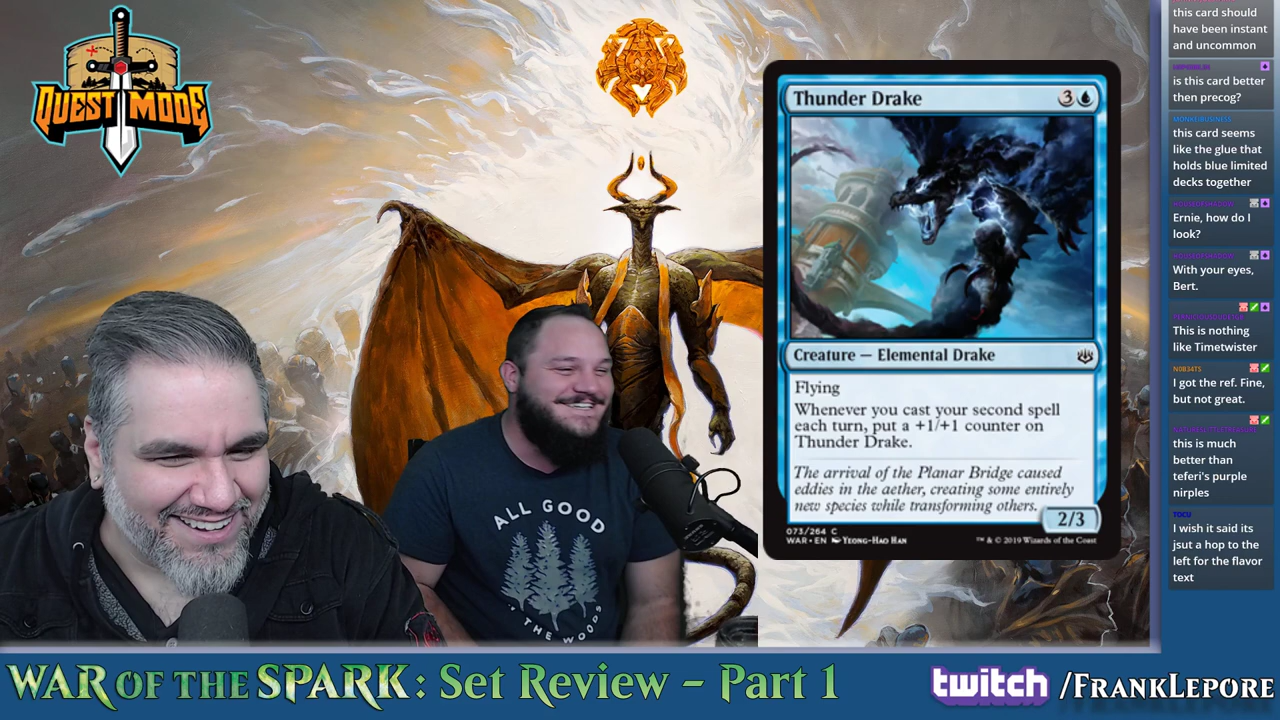 QUEST MODE
Thunder Drake 3
Creature — Elemental Drake
Flying
Whenever you cast your second spell
each turn, put a +1/+1 counter on
Thunder Drake.
The arrival of the Planar Bridge caused
eddies in the aether, creating some entirely
new species while transforming others.
2/3
073/264 C
WAR • EN Yeong-Hao Han
™ & © 2019 Wizards of the Coast
ALL GOOD
THE WOODS
this card should
have been instant
and uncommon
is this card better
then precog?
this card seems
like the glue that
holds blue limited
decks together
Ernie, how do I
look?
With your eyes,
Bert.
This is nothing
like Timetwister
N0B34TS
I got the ref. Fine,
but not great.
this is much
better than
teferi's purple
nirples
TOCU
I wish it said its
jsut a hop to the
left for the flavor
text
WAR OF THE SPARK: Set Review - Part 1
twitch /FrankLepore